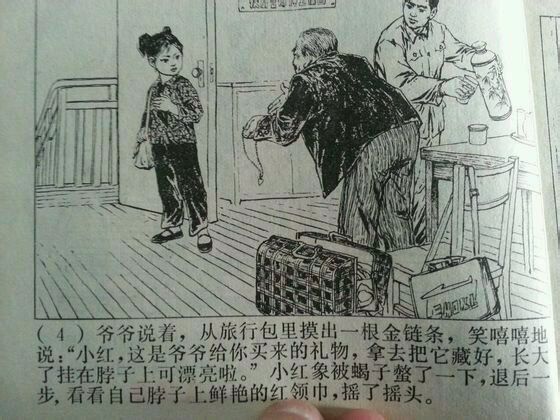 (4) 爷爷说着，从旅行包里摸出一根金链条，笑嘻嘻地
说：“小红，这是爷爷给你买来的礼物，拿去把它藏好，长大
了挂在脖子上可漂亮啦。”小红象被蝎子螫了一下，退后一
步，看看自己脖子上鲜艳的红领巾，摇了摇头。